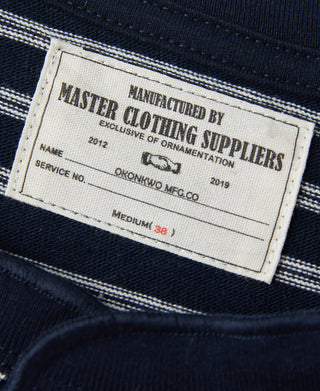 MANUFACTURED BY
MASTER CLOTHING SUPPLIERS
EXCLUSIVE OF ORNAMENTATION
2012 2019
NAME OKONKWO MFG.CO
SERVICE NO.
MEDIUM( 38 )